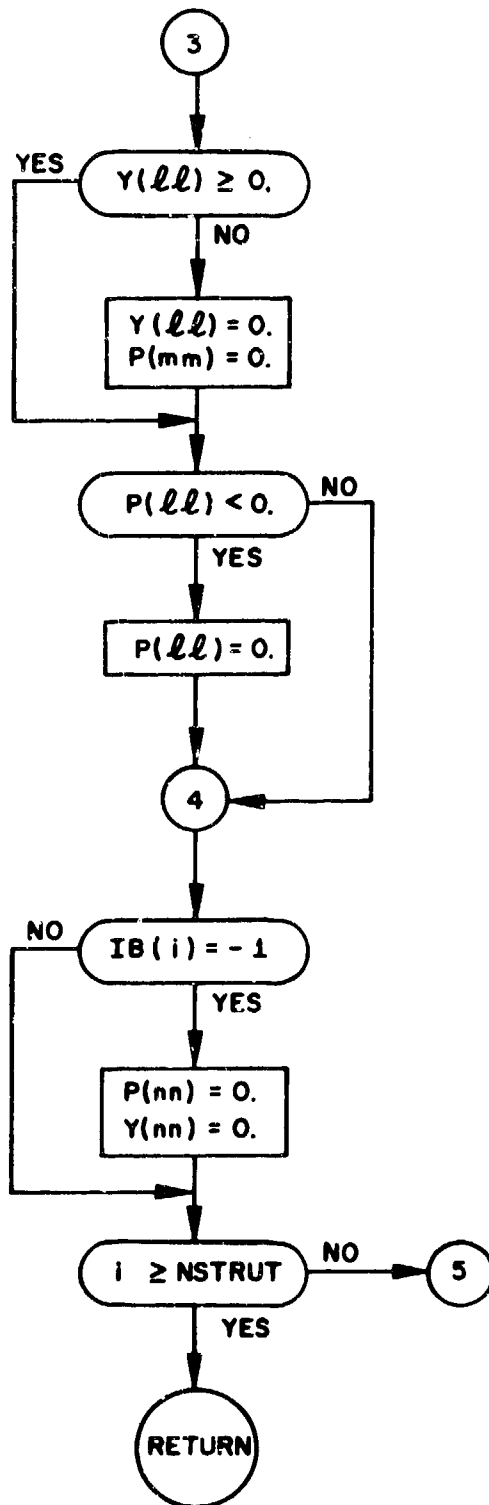 3
YES
Y(ℓℓ) ≥ 0.
NO
Y(ℓℓ) = 0.
P(mm) = 0.
P(ℓℓ) < 0.
NO
YES
P(ℓℓ) = 0.
4
NO
IB(i) = -1
YES
P(nn) = 0.
Y(nn) = 0.
i ≥ NSTRUT
NO
5
YES
RETURN